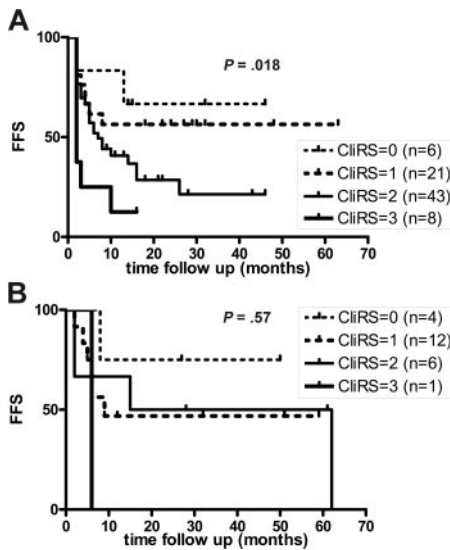 A
100
P = .018
FFS
50
CliRS=0 (n=6)
CliRS=1 (n=21)
CliRS=2 (n=43)
CliRS=3 (n=8)
0
0 10 20 30 40 50 60 70
time follow up (months)
B
100
P = .57
CliRS=0 (n=4)
CliRS=1 (n=12)
CliRS=2 (n=6)
CliRS=3 (n=1)
FFS
50
0
0 10 20 30 40 50 60 70
time follow up (months)